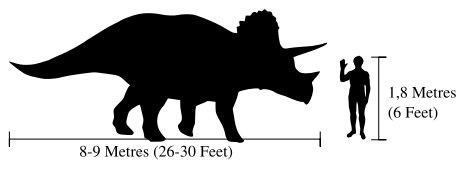 1,8 Metres
(6 Feet)
8-9 Metres (26-30 Feet)